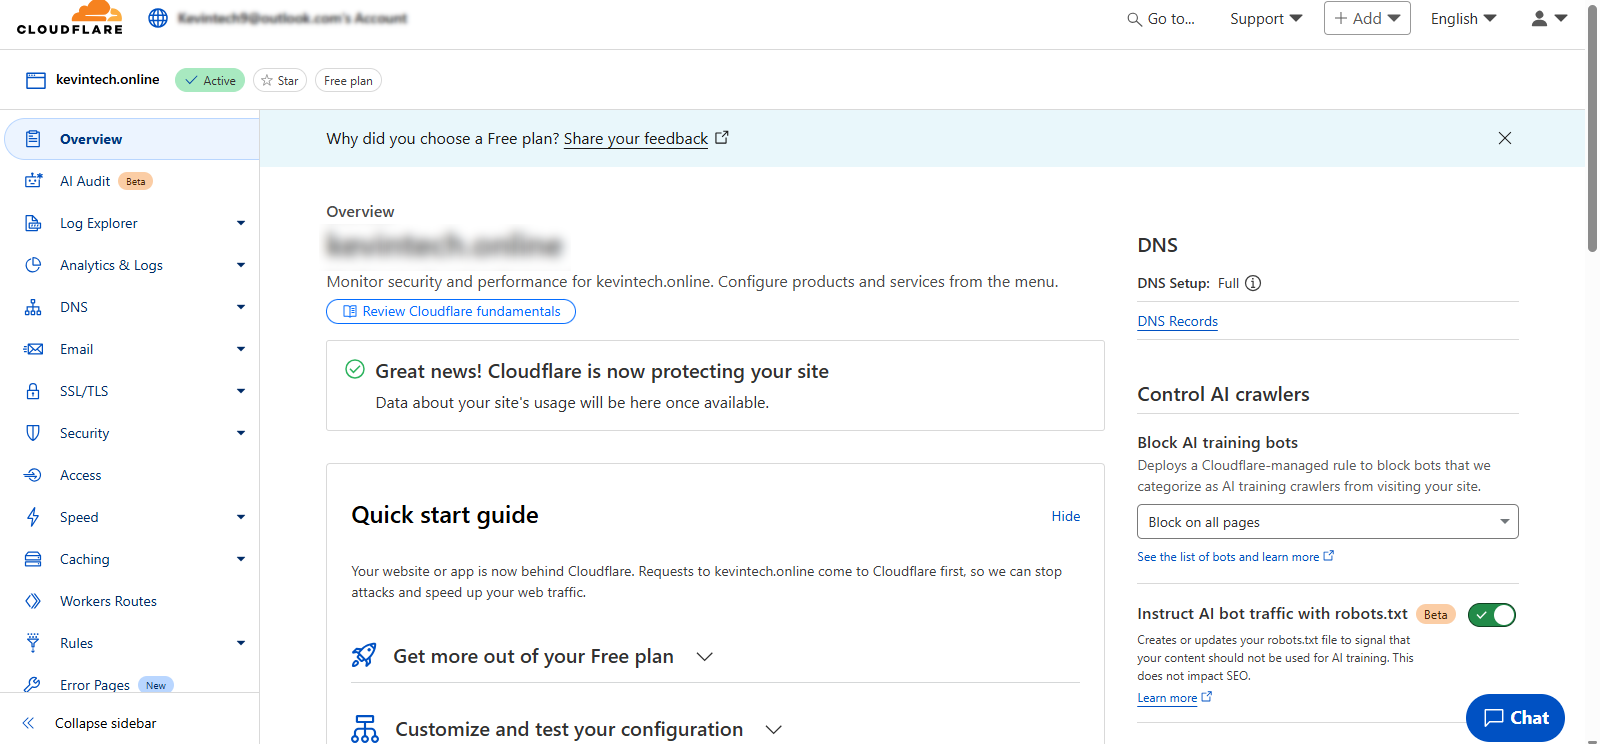 CLOUDFLARE
Go to...
Support
+ Add
English
kevintech.online
Active
Star
Free plan
Overview
AI Audit Beta
Log Explorer
Analytics & Logs
DNS
Email
SSL/TLS
Security
Access
Speed
Caching
Workers Routes
Rules
Error Pages New
Collapse sidebar
Why did you choose a Free plan? Share your feedback
Overview
Monitor security and performance for kevintech.online. Configure products and services from the menu.
Review Cloudflare fundamentals
Great news! Cloudflare is now protecting your site
Data about your site's usage will be here once available.
Quick start guide
Hide
Your website or app is now behind Cloudflare. Requests to kevintech.online come to Cloudflare first, so we can stop
attacks and speed up your web traffic.
Get more out of your Free plan
Customize and test your configuration
DNS
DNS Setup: Full
DNS Records
Control AI crawlers
Block AI training bots
Deploys a Cloudflare-managed rule to block bots that we
categorize as AI training crawlers from visiting your site.
Block on all pages
See the list of bots and learn more
Instruct AI bot traffic with robots.txt Beta
Creates or updates your robots.txt file to signal that
your content should not be used for AI training. This
does not impact SEO.
Learn more
Chat